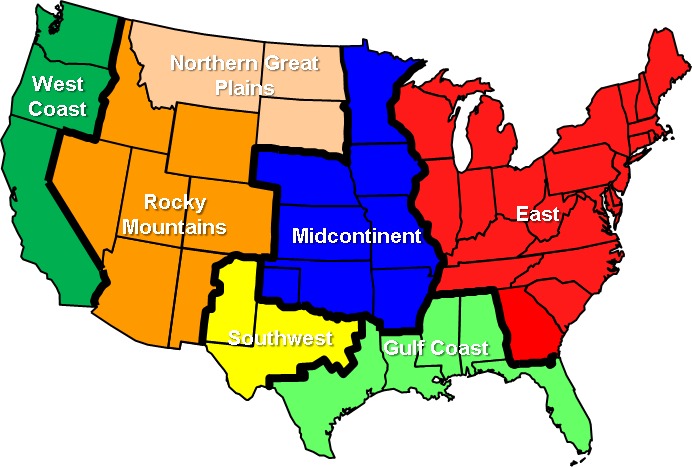 Northern Great
Plains
West
Coast
Rocky
Mountains
Midcontinent
East
Southwest
Gulf Coast